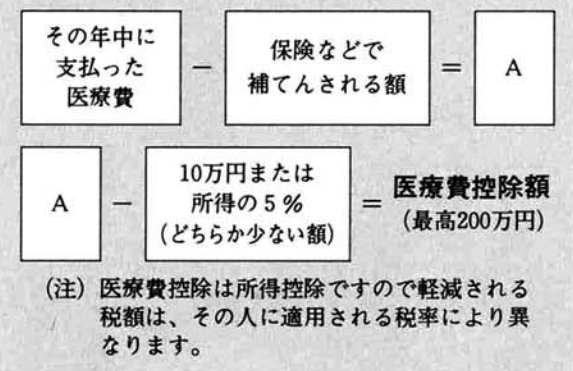 その年中に
支払った
医療費
−
保険などで
補てんされる額
=
A
A
−
10万円または
所得の5%
(どちらか少ない額)
=
医療費控除額
(最高200万円)
(注) 医療費控除は所得控除ですので軽減される
税額は、その人に適用される税率により異
なります。